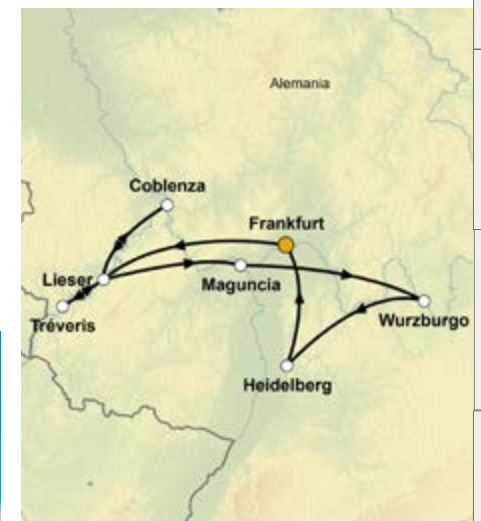 Alemania
Coblenza
Frankfurt
Lieser
Maguncia
Tréveris
Wurzburgo
Heidelberg